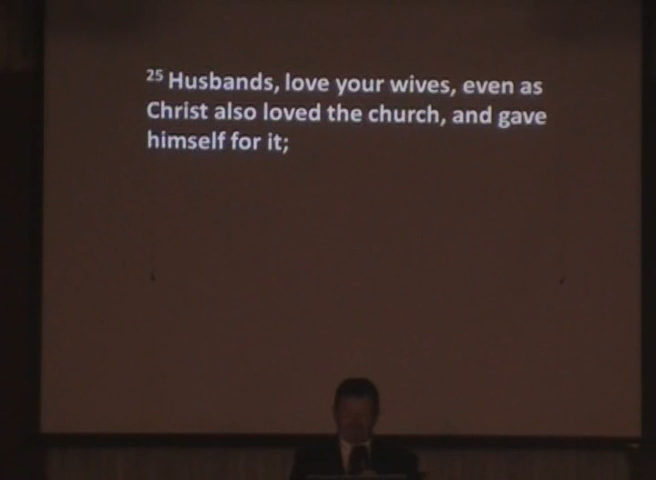 25 Husbands, love your wives, even as
Christ also loved the church, and gave
himself for it;